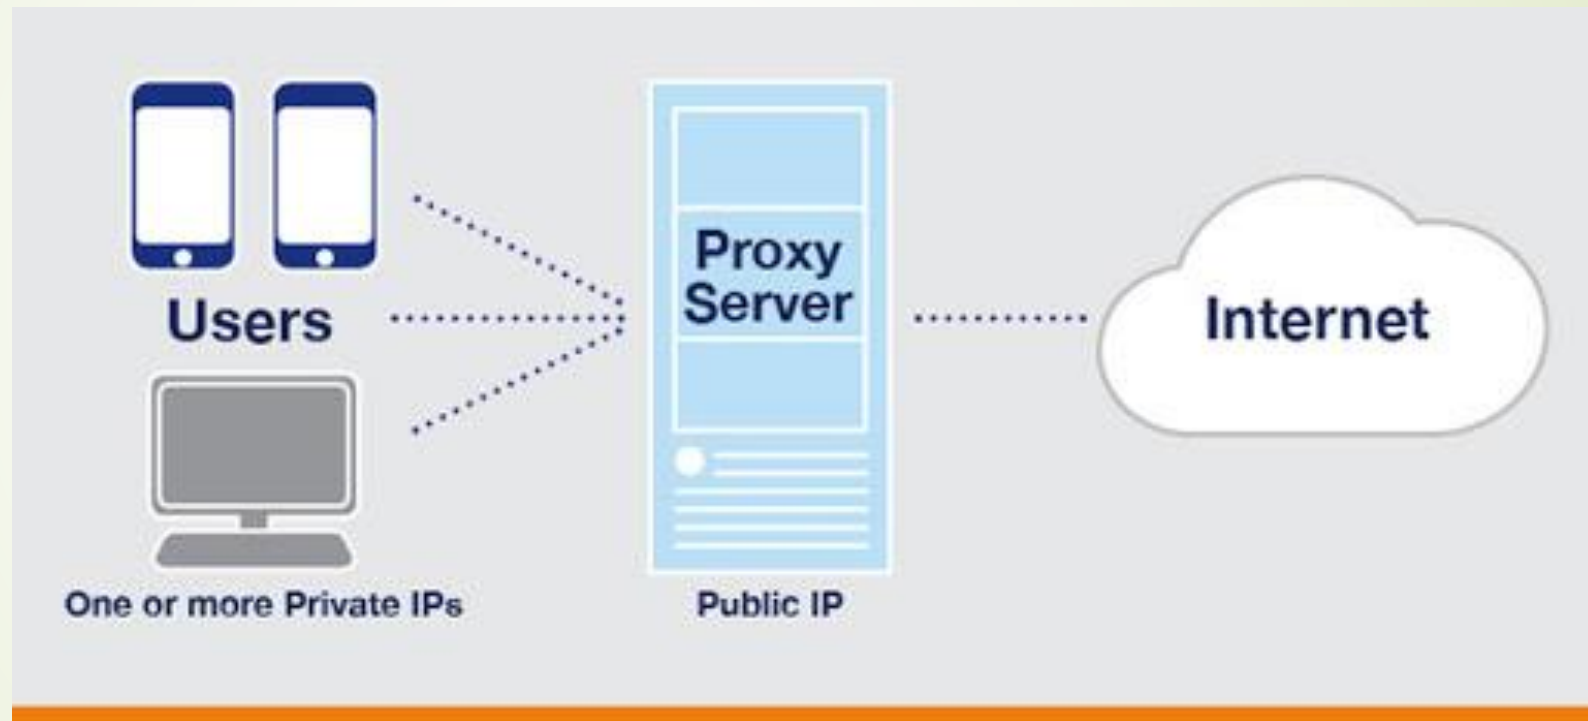 Users
One or more Private IPs
Proxy
Server
Public IP
Internet